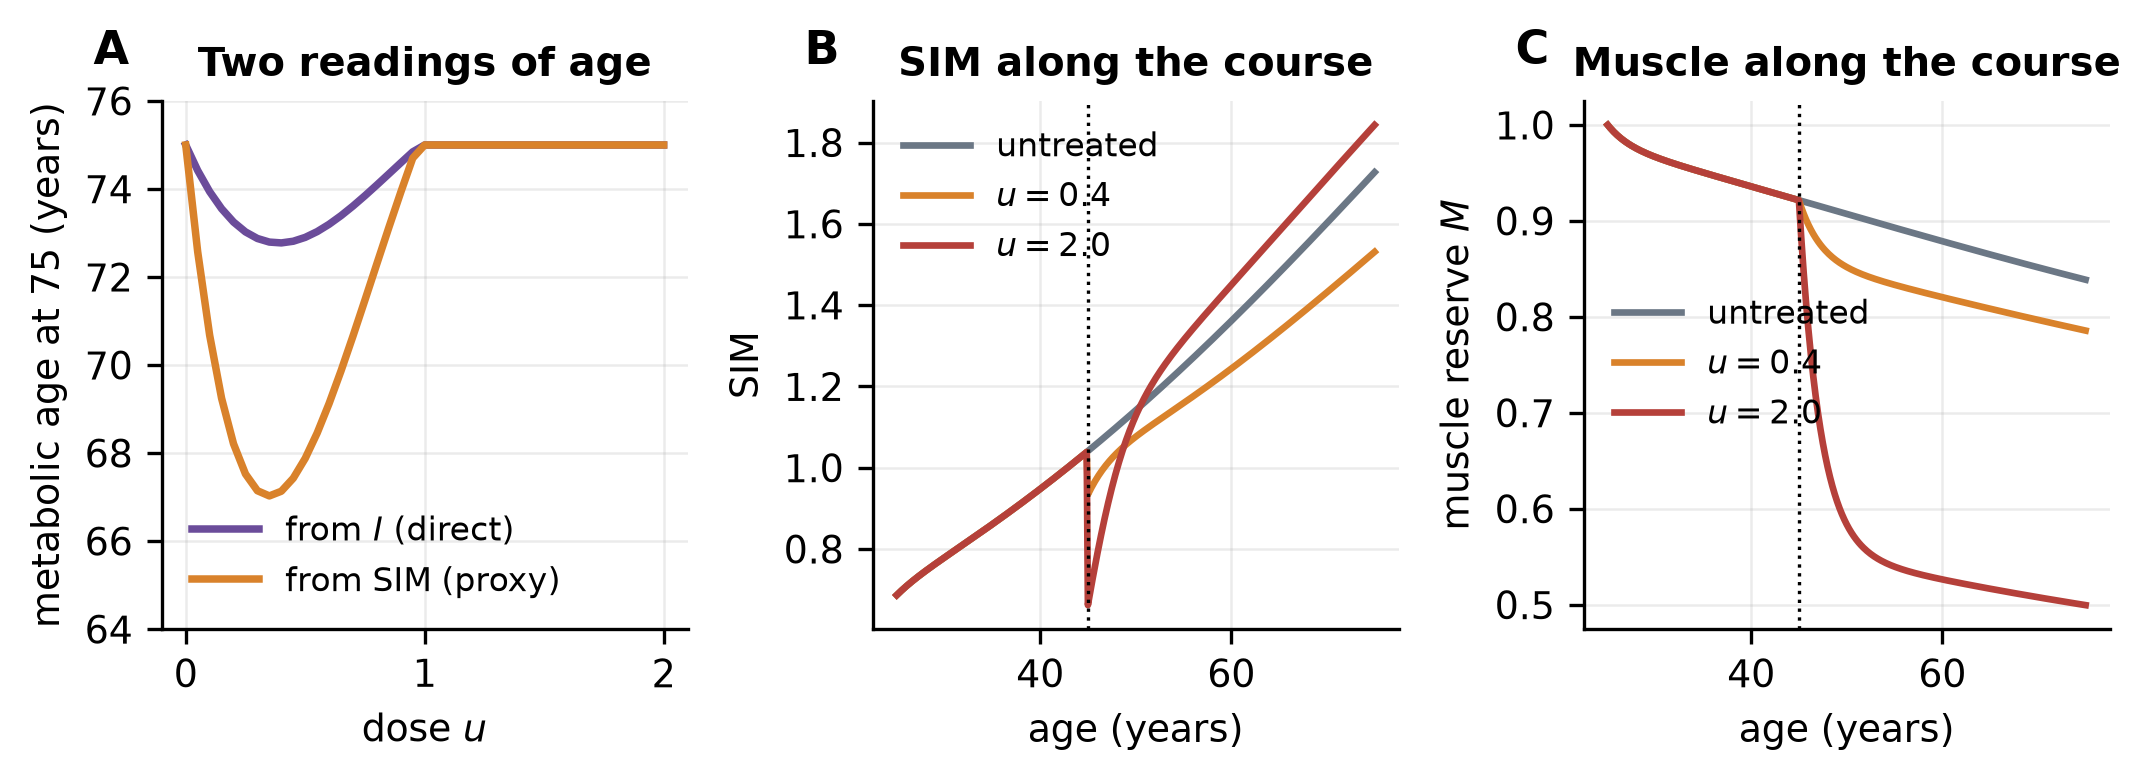 A
Two readings of age
metabolic age at 75 (years)
76
74
72
70
68
66
64
from I (direct)
from SIM (proxy)
0
1
2
dose u
B
SIM along the course
SIM
1.8
1.6
1.4
1.2
1.0
0.8
untreated
u = 0.4
u = 2.0
40
60
age (years)
C
Muscle along the course
muscle reserve M
1.0
0.9
0.8
0.7
0.6
0.5
untreated
u = 0.4
u = 2.0
40
60
age (years)